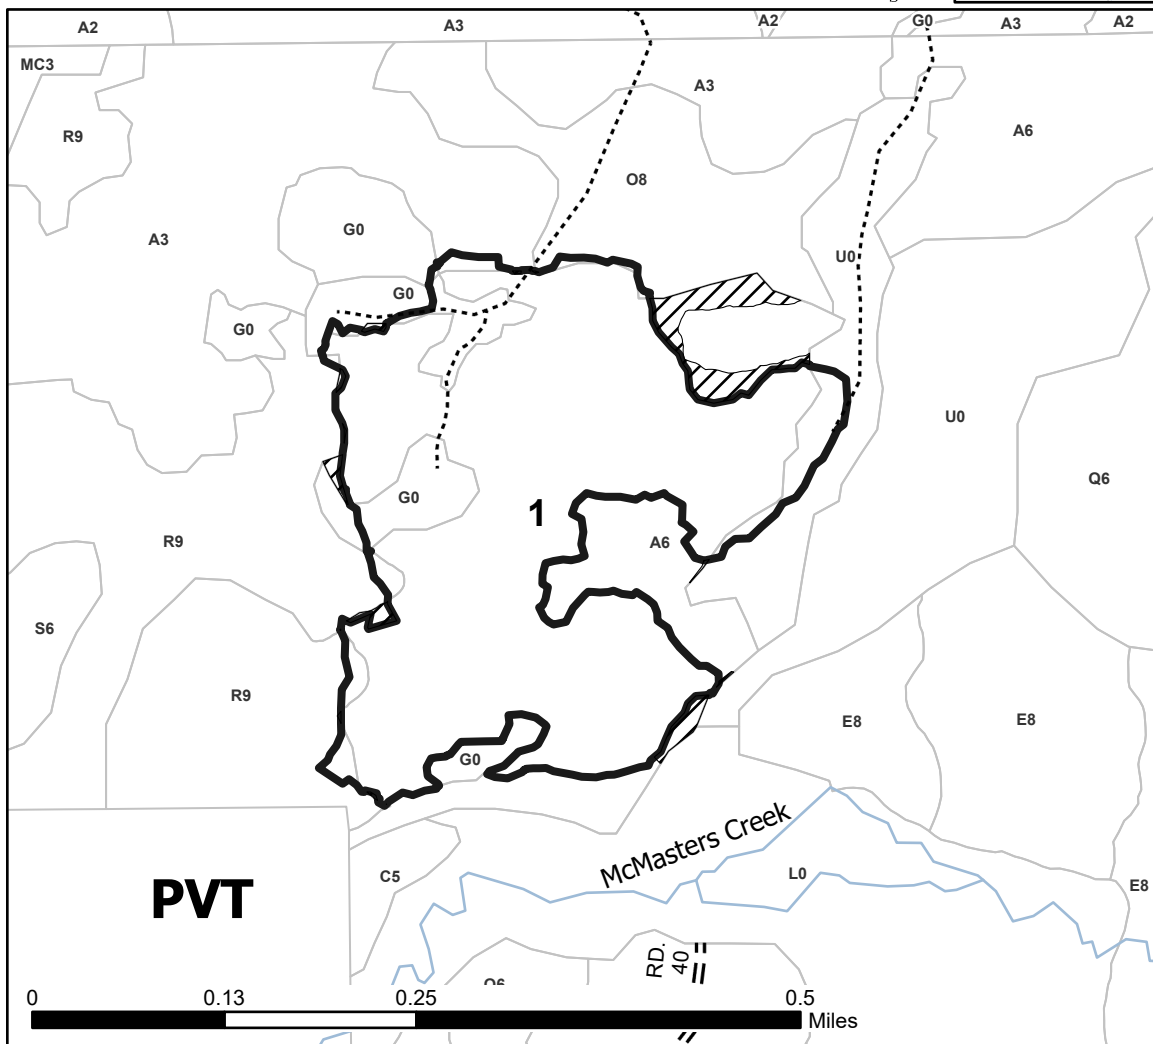 A2
A3
A2
G0
A3
A2
MC3
A3
R9
A6
O8
A3
G0
U0
G0
G0
U0
Q6
G0
1
R9
A6
S6
R9
E8
E8
G0
McMasters Creek
C5
L0
E8
PVT
RD.
40
0 0.13 0.25 0.5
Miles